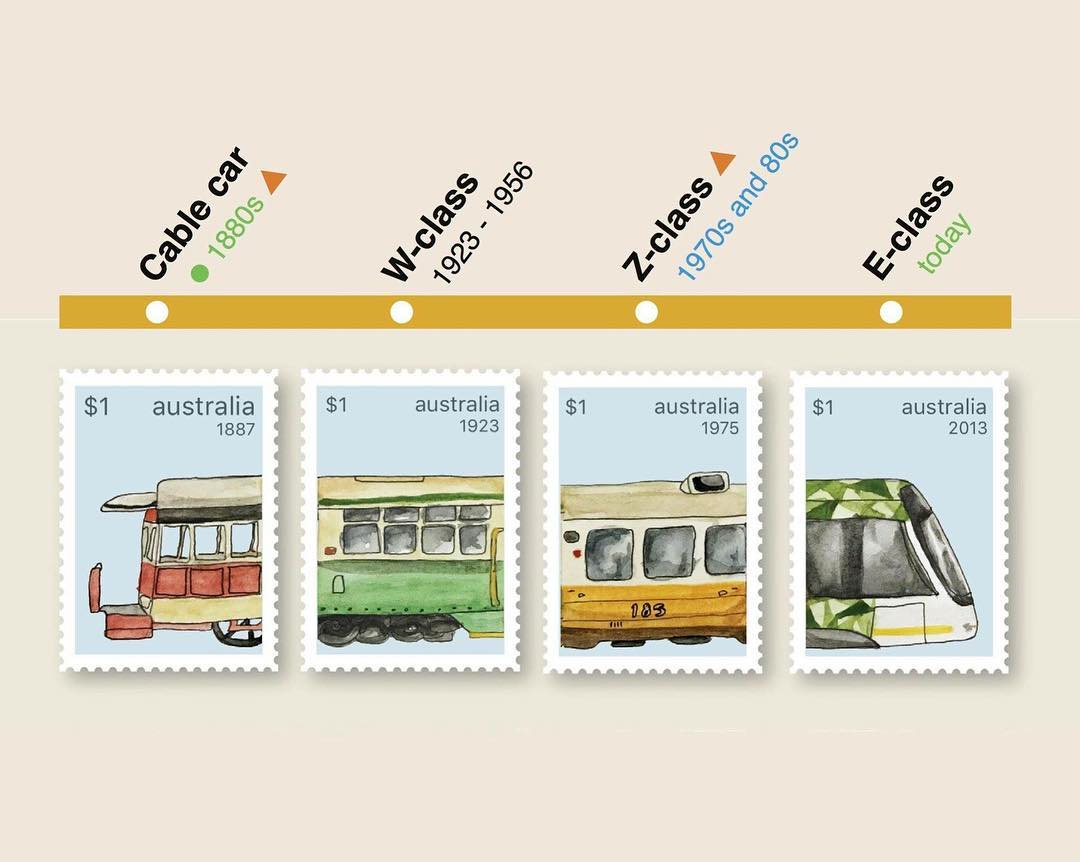 Cable car
1880s
W-class
1923 - 1956
Z-class
1970s and 80s
E-class
today
$1 australia
1887
$1 australia
1923
$1 australia
1975
183
$1 australia
2013